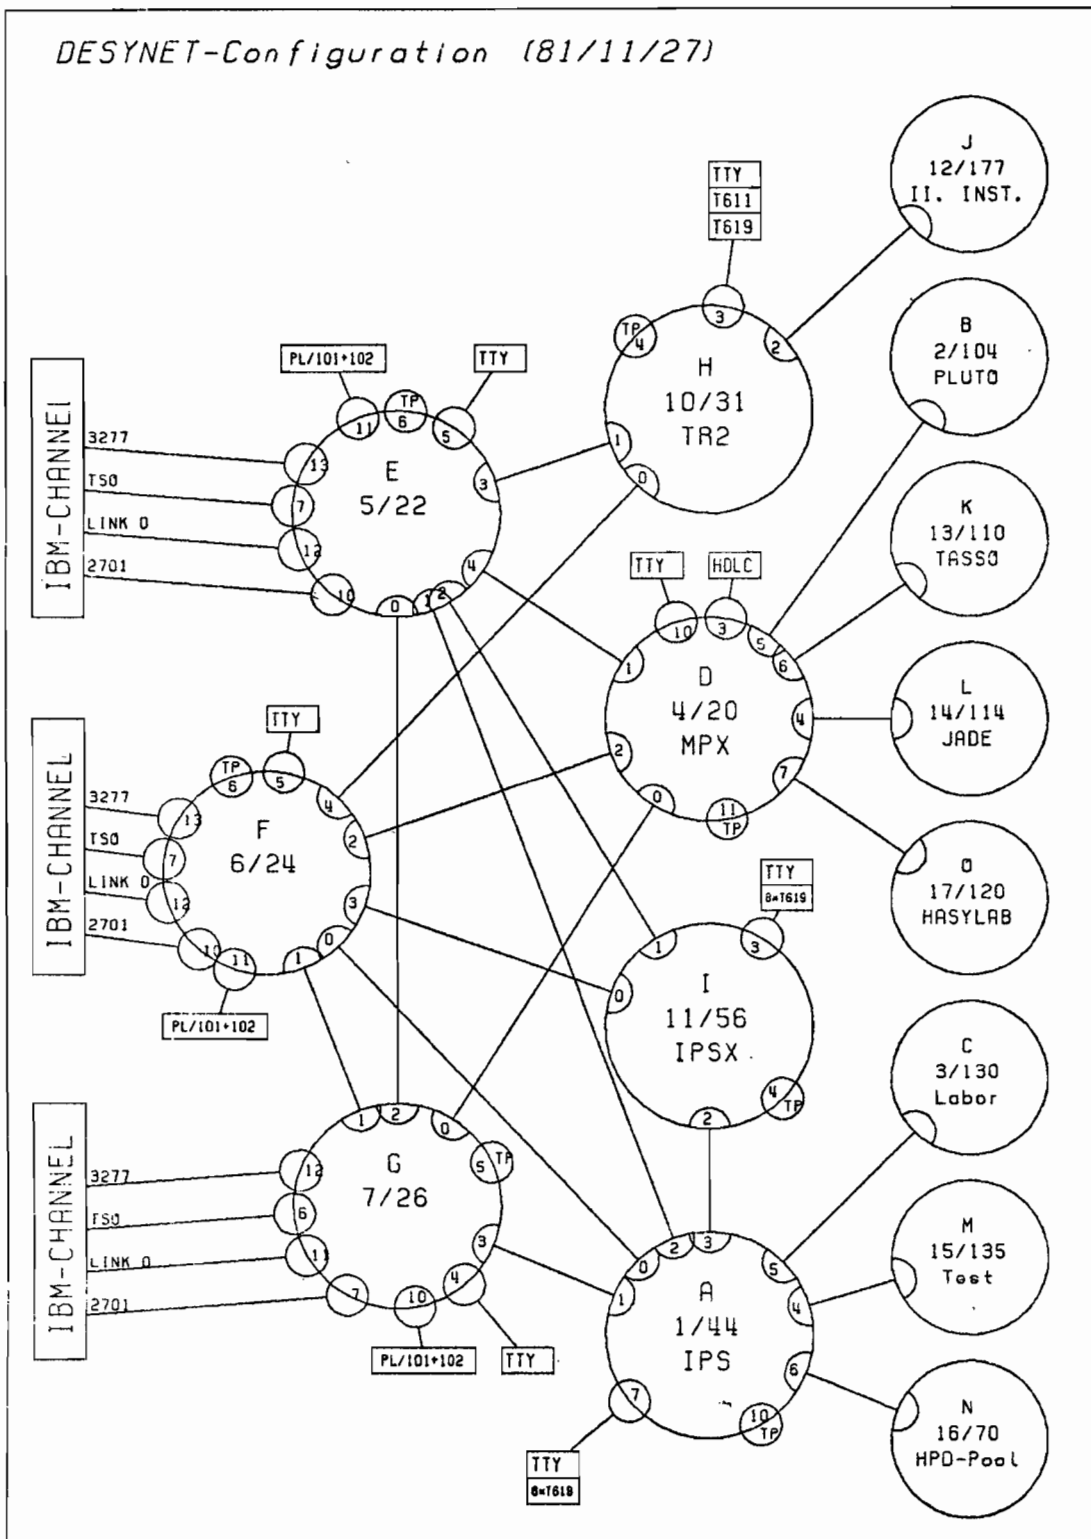 DESYNET-Configuration (81/11/27)
J
12/177
II. INST.
TTY
T611
T619
3
2
TP
4
H
10/31
TR2
1
0
B
2/104
PLUTO
IBM-CHANNEL
3277
TSO
LINK 0
2701
PL/101+102
TTY
11
TP
6
5
13
7
12
10
E
5/22
3
4
0
1
2
K
13/110
TASSO
TTY
HDLC
10
3
5
6
1
D
4/20
MPX
4
2
7
0
11
TP
L
14/114
JADE
IBM-CHANNEL
3277
TSO
LINK 0
2701
TTY
TP
6
5
4
13
2
7
F
6/24
12
3
10
11
1
0
PL/101+102
O
17/120
HASYLAB
TTY
8*T619
1
3
0
I
11/56
IPSX
4
TP
2
C
3/130
Labor
IBM-CHANNEL
3277
TSO
LINK 0
2701
1
2
0
5
TP
12
6
G
7/26
3
11
4
7
10
PL/101+102
TTY
M
15/135
Test
0
2
3
5
1
A
1/44
IPS
4
6
7
10
TP
TTY
8*T619
N
16/70
HPD-Pool